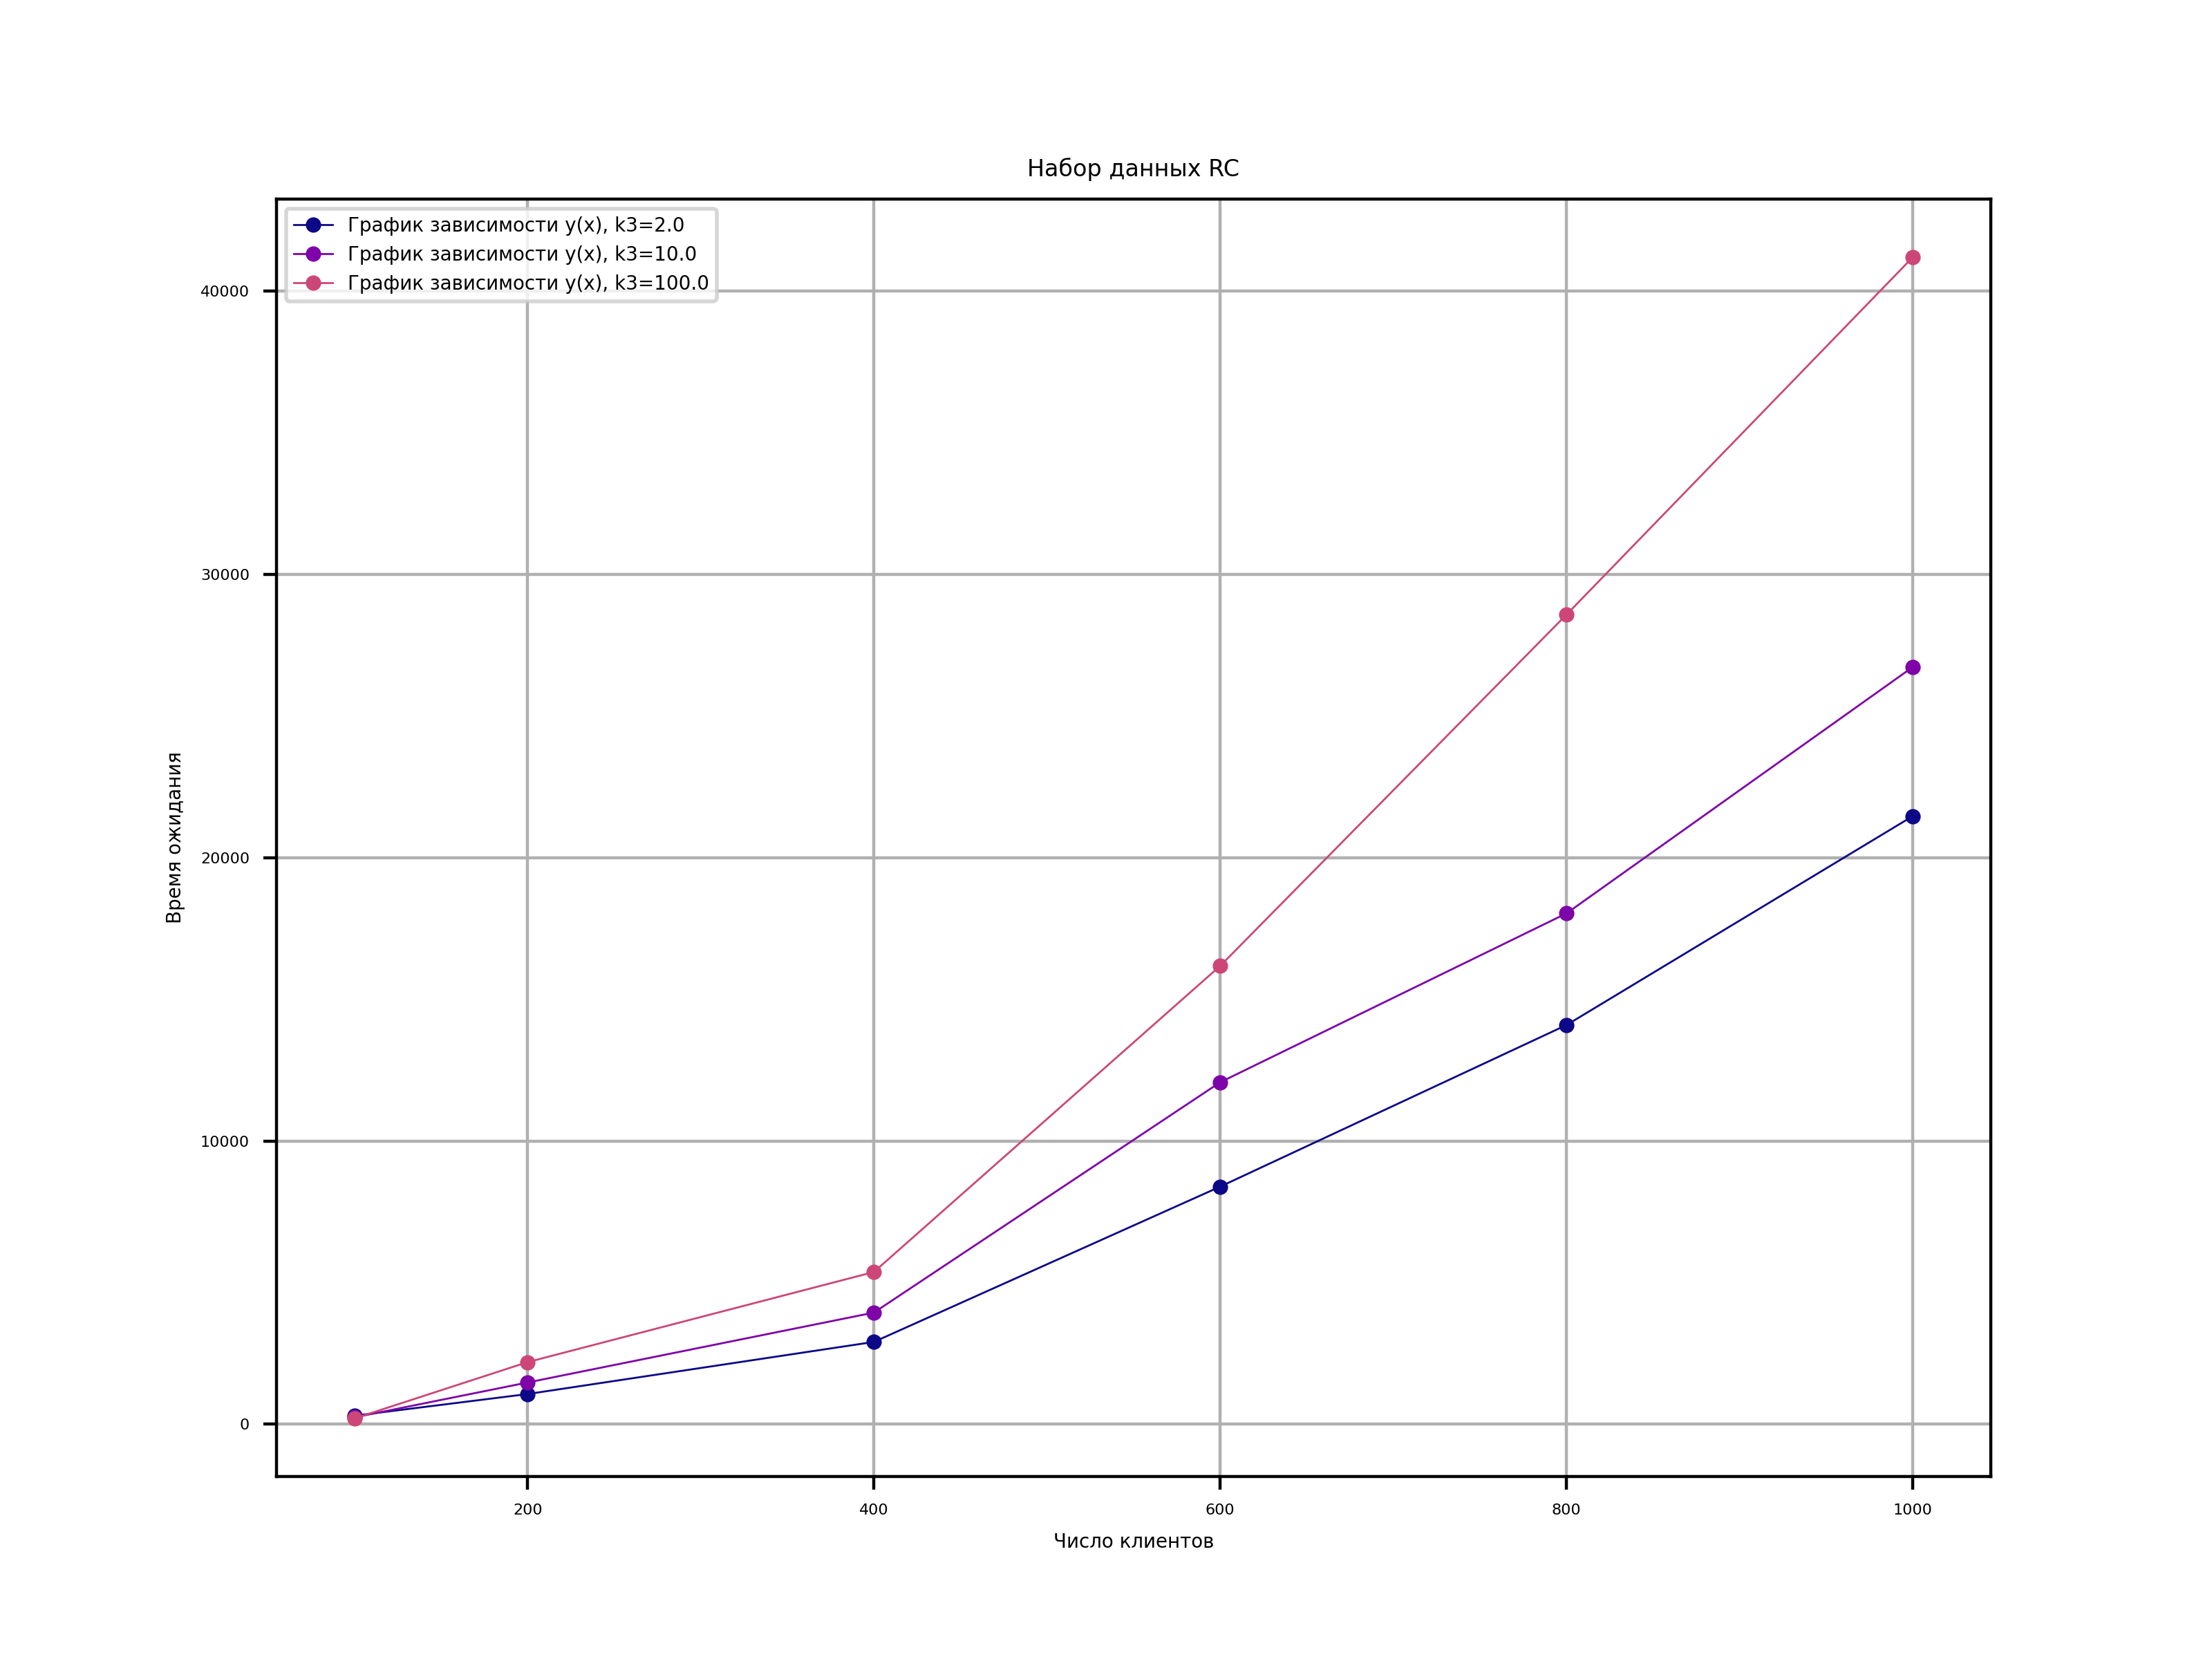 Набор данных RC
График зависимости y(x), k3=2.0
График зависимости y(x), k3=10.0
График зависимости y(x), k3=100.0
40000
30000
20000
10000
0
Время ожидания
200 400 600 800 1000
Число клиентов